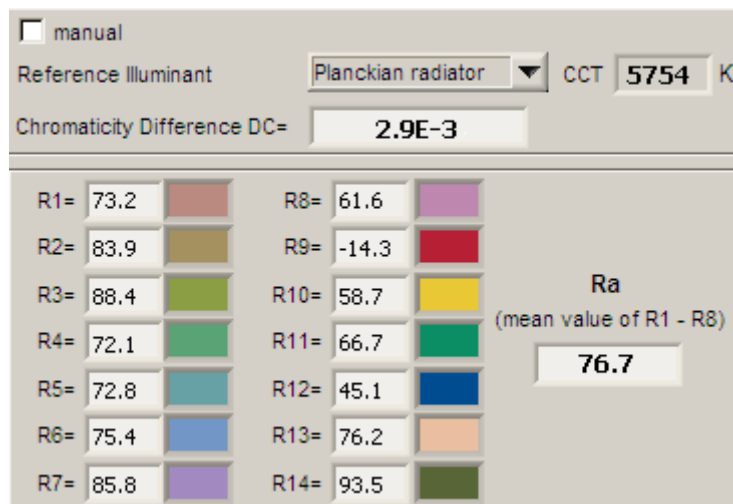 manual
Reference Illuminant Planckian radiator CCT 5754 K
Chromaticity Difference DC= 2.9E-3
R1= 73.2 R8= 61.6
R2= 83.9 R9= -14.3
R3= 88.4 R10= 58.7
R4= 72.1 R11= 66.7
R5= 72.8 R12= 45.1
R6= 75.4 R13= 76.2
R7= 85.8 R14= 93.5
Ra
(mean value of R1 - R8)
76.7